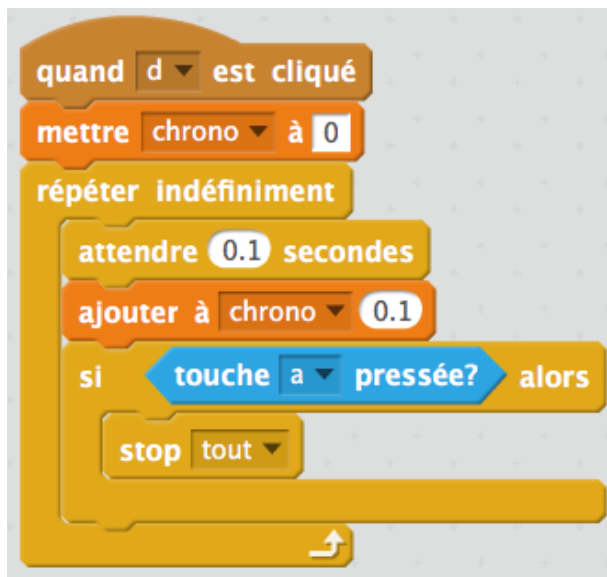 quand d est cliqué
mettre chrono à 0
répéter indéfiniment
attendre 0.1 secondes
ajouter à chrono 0.1
si touche a pressée? alors
stop tout